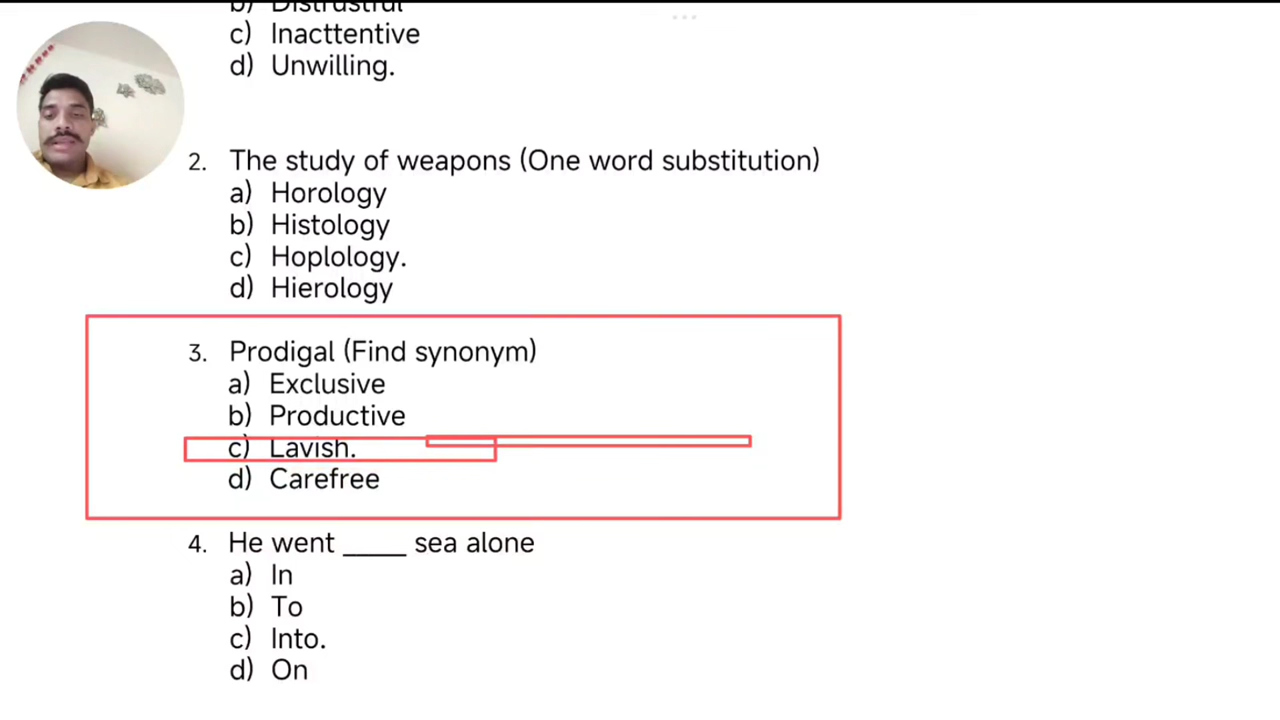 b) Distrustful
c) Inacttentive
d) Unwilling.
2. The study of weapons (One word substitution)
a) Horology
b) Histology
c) Hoplology.
d) Hierology
3. Prodigal (Find synonym)
a) Exclusive
b) Productive
c) Lavish.
d) Carefree
4. He went _____ sea alone
a) In
b) To
c) Into.
d) On